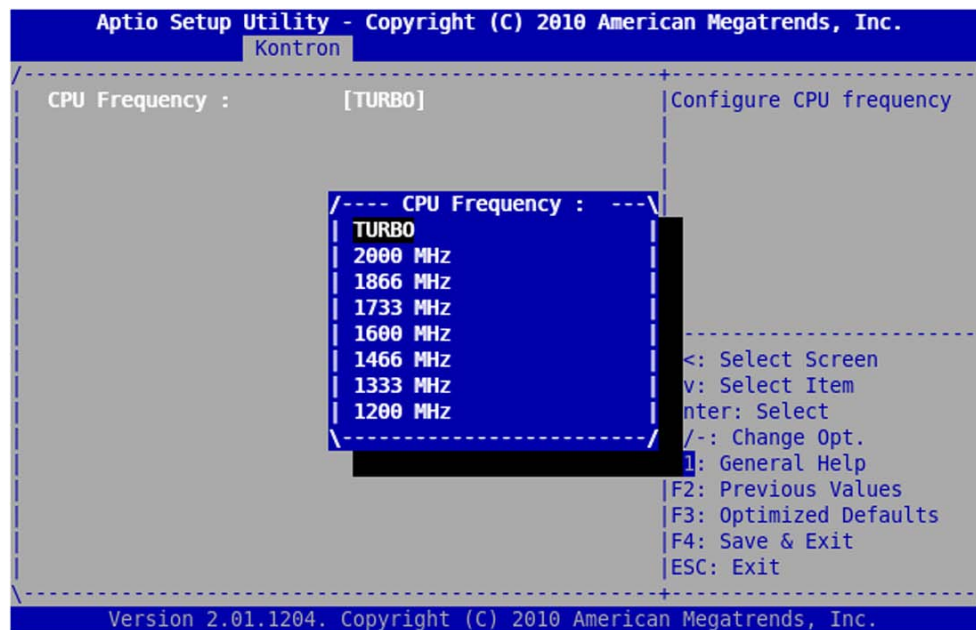 Aptio Setup Utility - Copyright (C) 2010 American Megatrends, Inc.
Kontron
CPU Frequency : [TURBO]
Configure CPU frequency
CPU Frequency :
TURBO
2000 MHz
1866 MHz
1733 MHz
1600 MHz
1466 MHz
1333 MHz
1200 MHz
<: Select Screen
v: Select Item
nter: Select
/-: Change Opt.
1: General Help
F2: Previous Values
F3: Optimized Defaults
F4: Save & Exit
ESC: Exit
Version 2.01.1204. Copyright (C) 2010 American Megatrends, Inc.